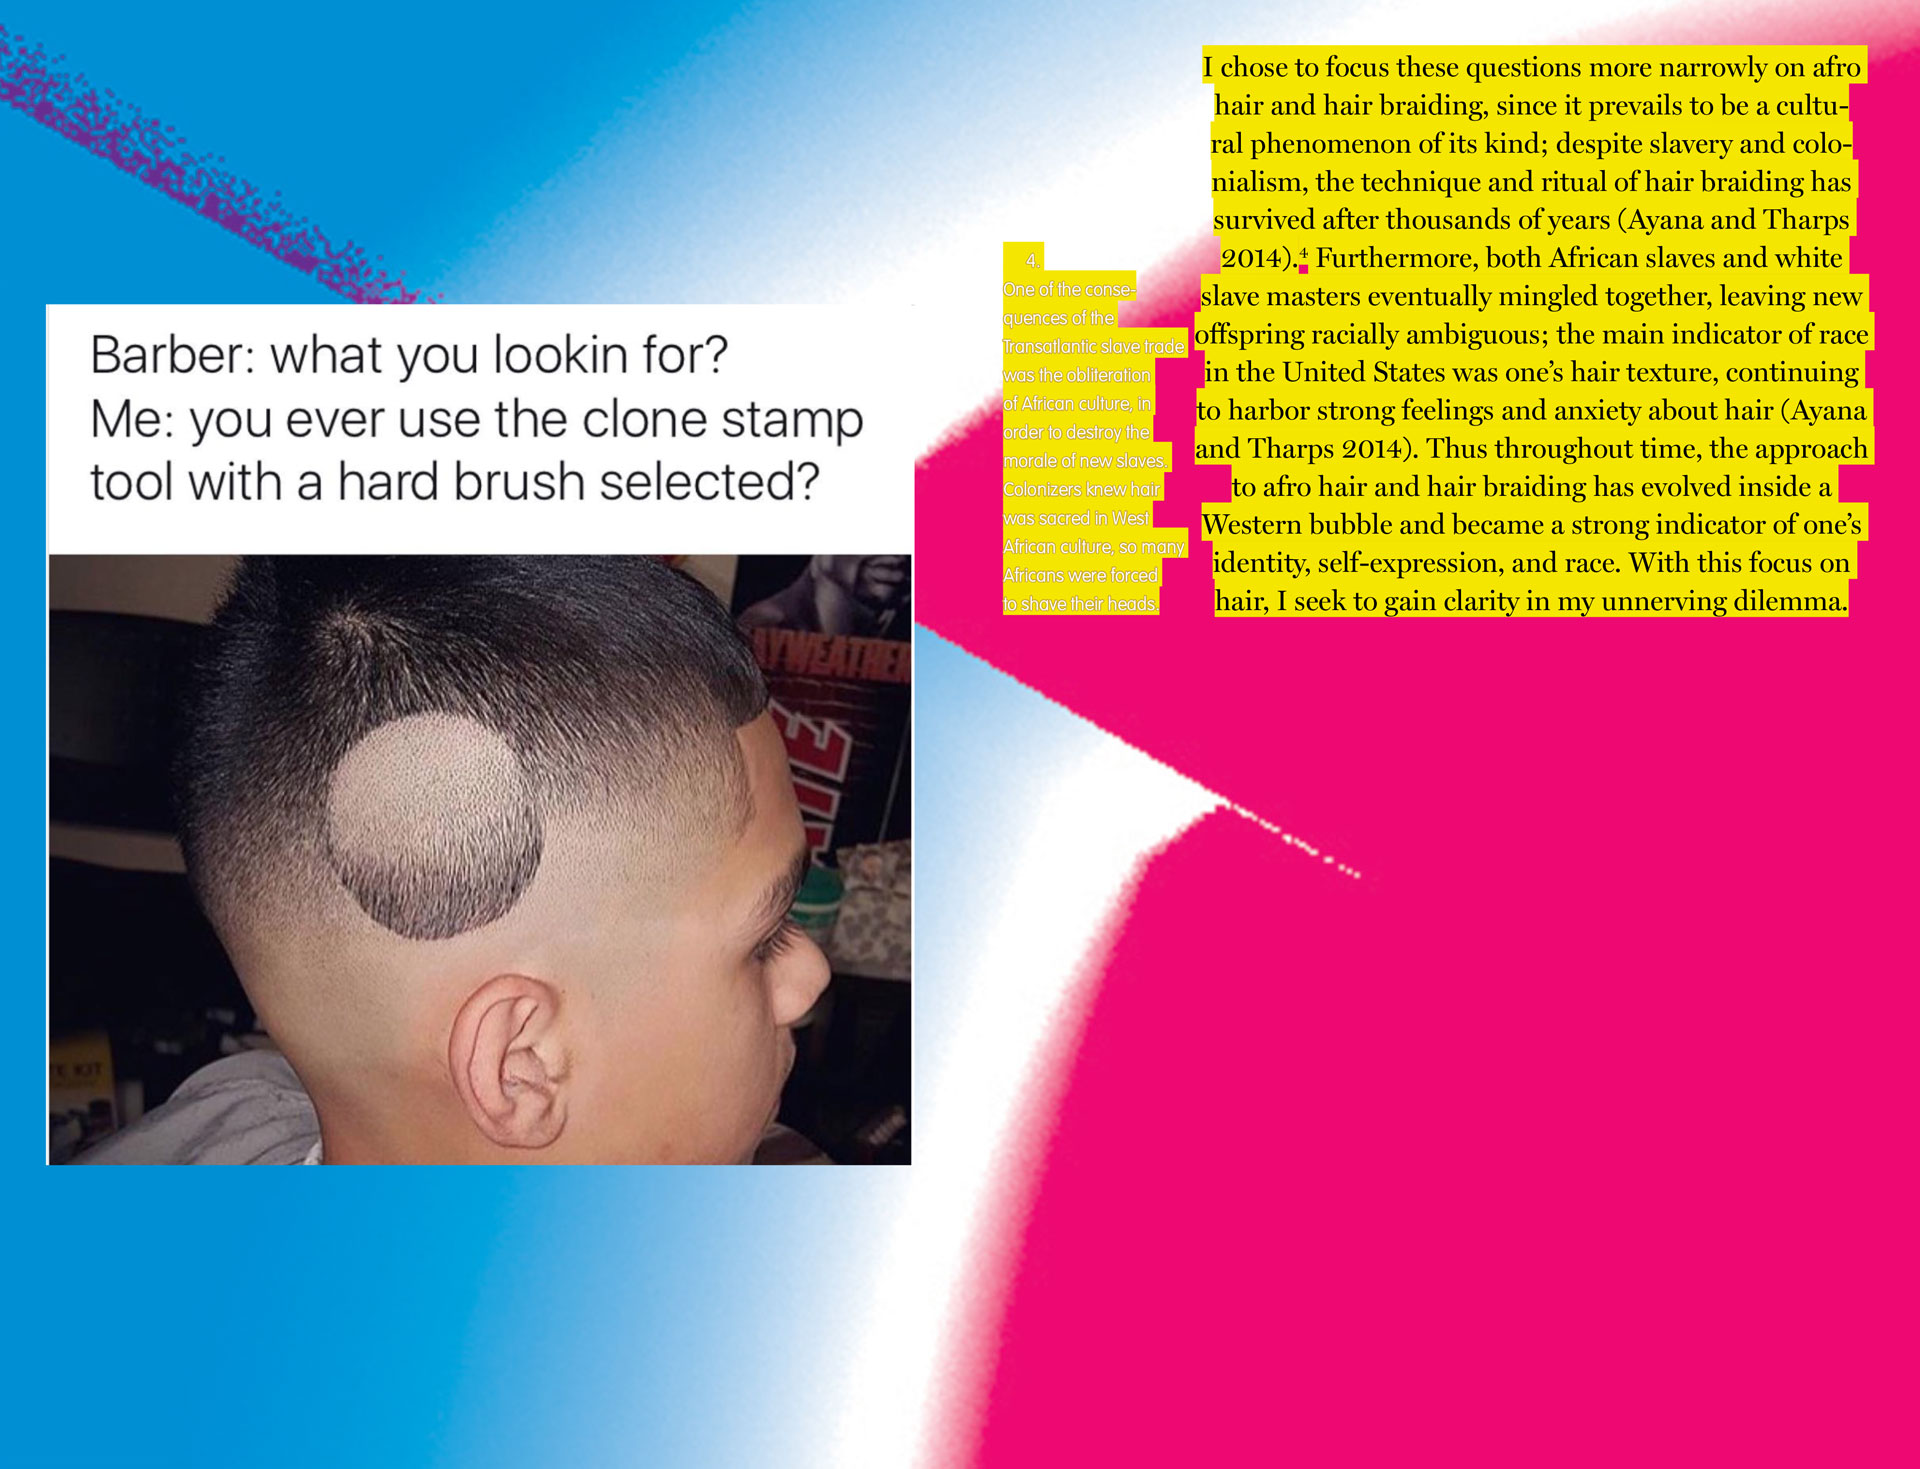 Barber: what you lookin for?
Me: you ever use the clone stamp
tool with a hard brush selected?
YWEATHER
E KIT
4.
One of the conse-
quences of the
Transatlantic slave trade
was the obliteration
of African culture, in
order to destroy the
morale of new slaves.
Colonizers knew hair
was sacred in West
African culture, so many
Africans were forced
to shave their heads.
I chose to focus these questions more narrowly on afro
hair and hair braiding, since it prevails to be a cultu-
ral phenomenon of its kind; despite slavery and colo-
nialism, the technique and ritual of hair braiding has
survived after thousands of years (Ayana and Tharps
2014).⁴ Furthermore, both African slaves and white
slave masters eventually mingled together, leaving new
offspring racially ambiguous; the main indicator of race
in the United States was one’s hair texture, continuing
to harbor strong feelings and anxiety about hair (Ayana
and Tharps 2014). Thus throughout time, the approach
to afro hair and hair braiding has evolved inside a
Western bubble and became a strong indicator of one’s
identity, self-expression, and race. With this focus on
hair, I seek to gain clarity in my unnerving dilemma.